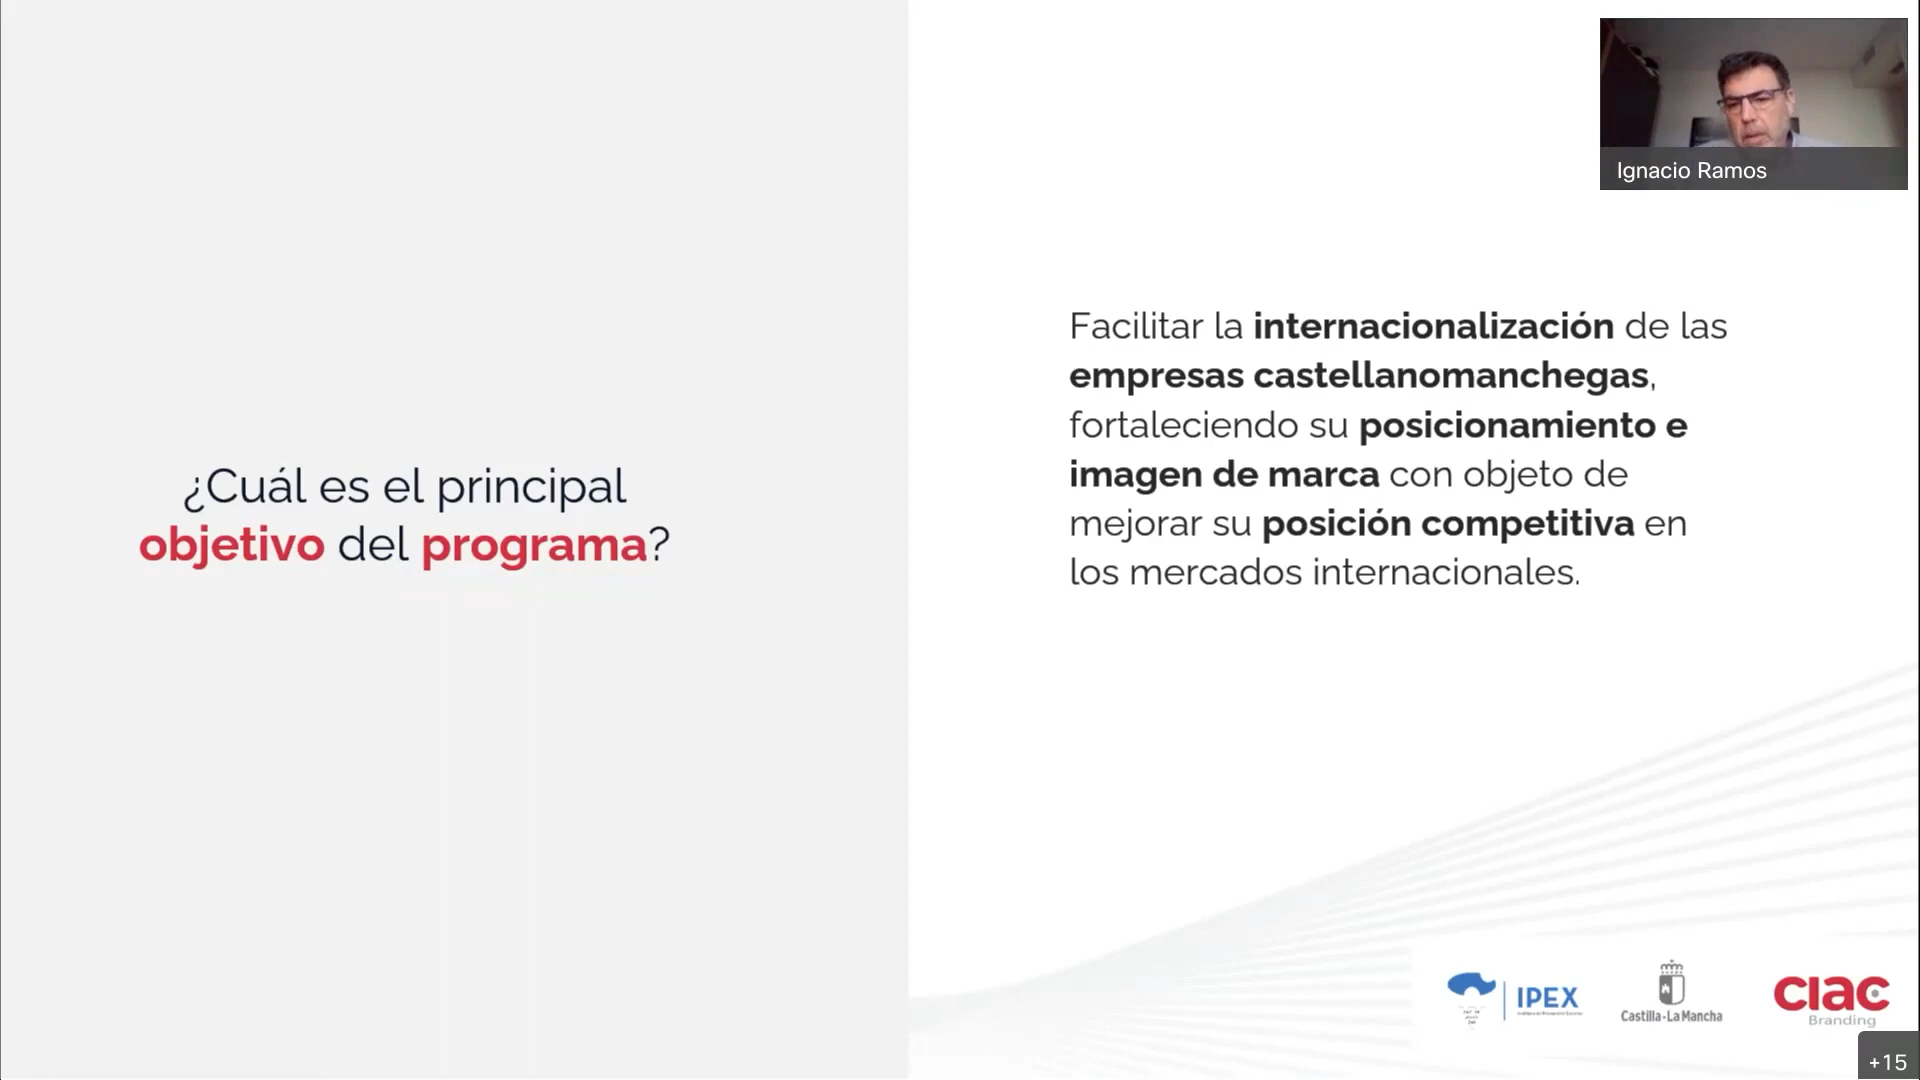 ¿Cuál es el principal
objetivo del programa?
Ignacio Ramos
Facilitar la internacionalización de las
empresas castellanomanchegas,
fortaleciendo su posicionamiento e
imagen de marca con objeto de
mejorar su posición competitiva en
los mercados internacionales.
IPEX
Castilla-La Mancha
CIAC
Branding
+15